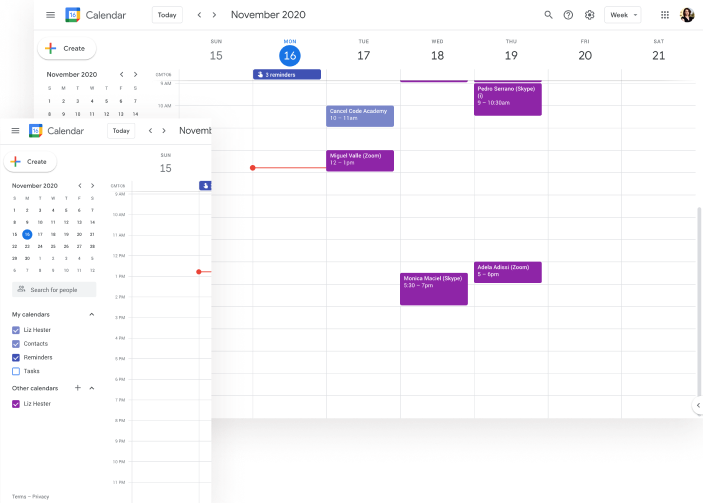 16
Calendar
Today
November 2020
Week
Create
SUN
15
MON
16
TUE
17
WED
18
THU
19
FRI
20
SAT
21
November 2020
S M T W T F S
1 2 3 4 5 6 7
8 9 10 11 12 13 14
GMT-06
3 reminders
9 AM
10 AM
Pedro Serrano (Skype)
(i)
9 – 10:30am
Cancel Code Academy
10 – 11am
Miguel Valle (Zoom)
12 – 1pm
Adela Adissi (Zoom)
5 – 6pm
Monica Maciel (Skype)
5:30 – 7pm
16
Calendar
Today
Novemb
Create
SUN
15
November 2020
S M T W T F S
1 2 3 4 5 6 7
8 9 10 11 12 13 14
15 16 17 18 19 20 21
22 23 24 25 26 27 28
29 30 1 2 3 4 5
6 7 8 9 10 11 12
Search for people
My calendars
Liz Hester
Contacts
Reminders
Tasks
Other calendars
Liz Hester
Terms – Privacy
GMT-06
9 AM
10 AM
11 AM
12 PM
1 PM
2 PM
3 PM
4 PM
5 PM
6 PM
7 PM
8 PM
9 PM
10 PM
11 PM